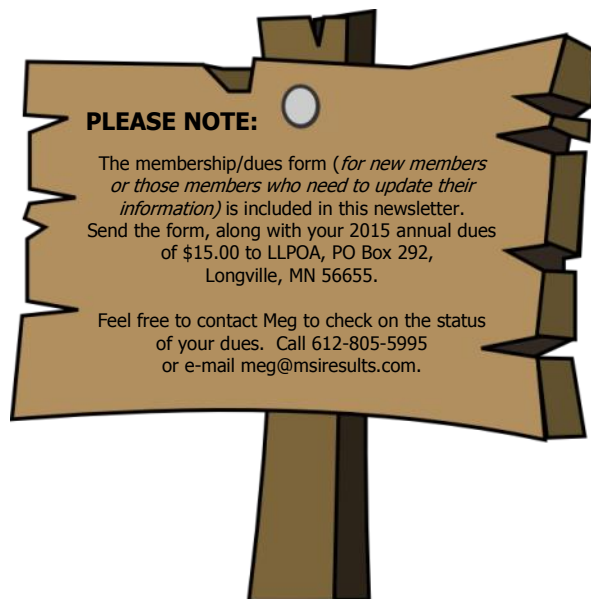 PLEASE NOTE:
The membership/dues form (for new members
or those members who need to update their
information) is included in this newsletter.
Send the form, along with your 2015 annual dues
of $15.00 to LLPOA, PO Box 292,
Longville, MN 56655.
Feel free to contact Meg to check on the status
of your dues.  Call 612-805-5995
or e-mail meg@msiresults.com.